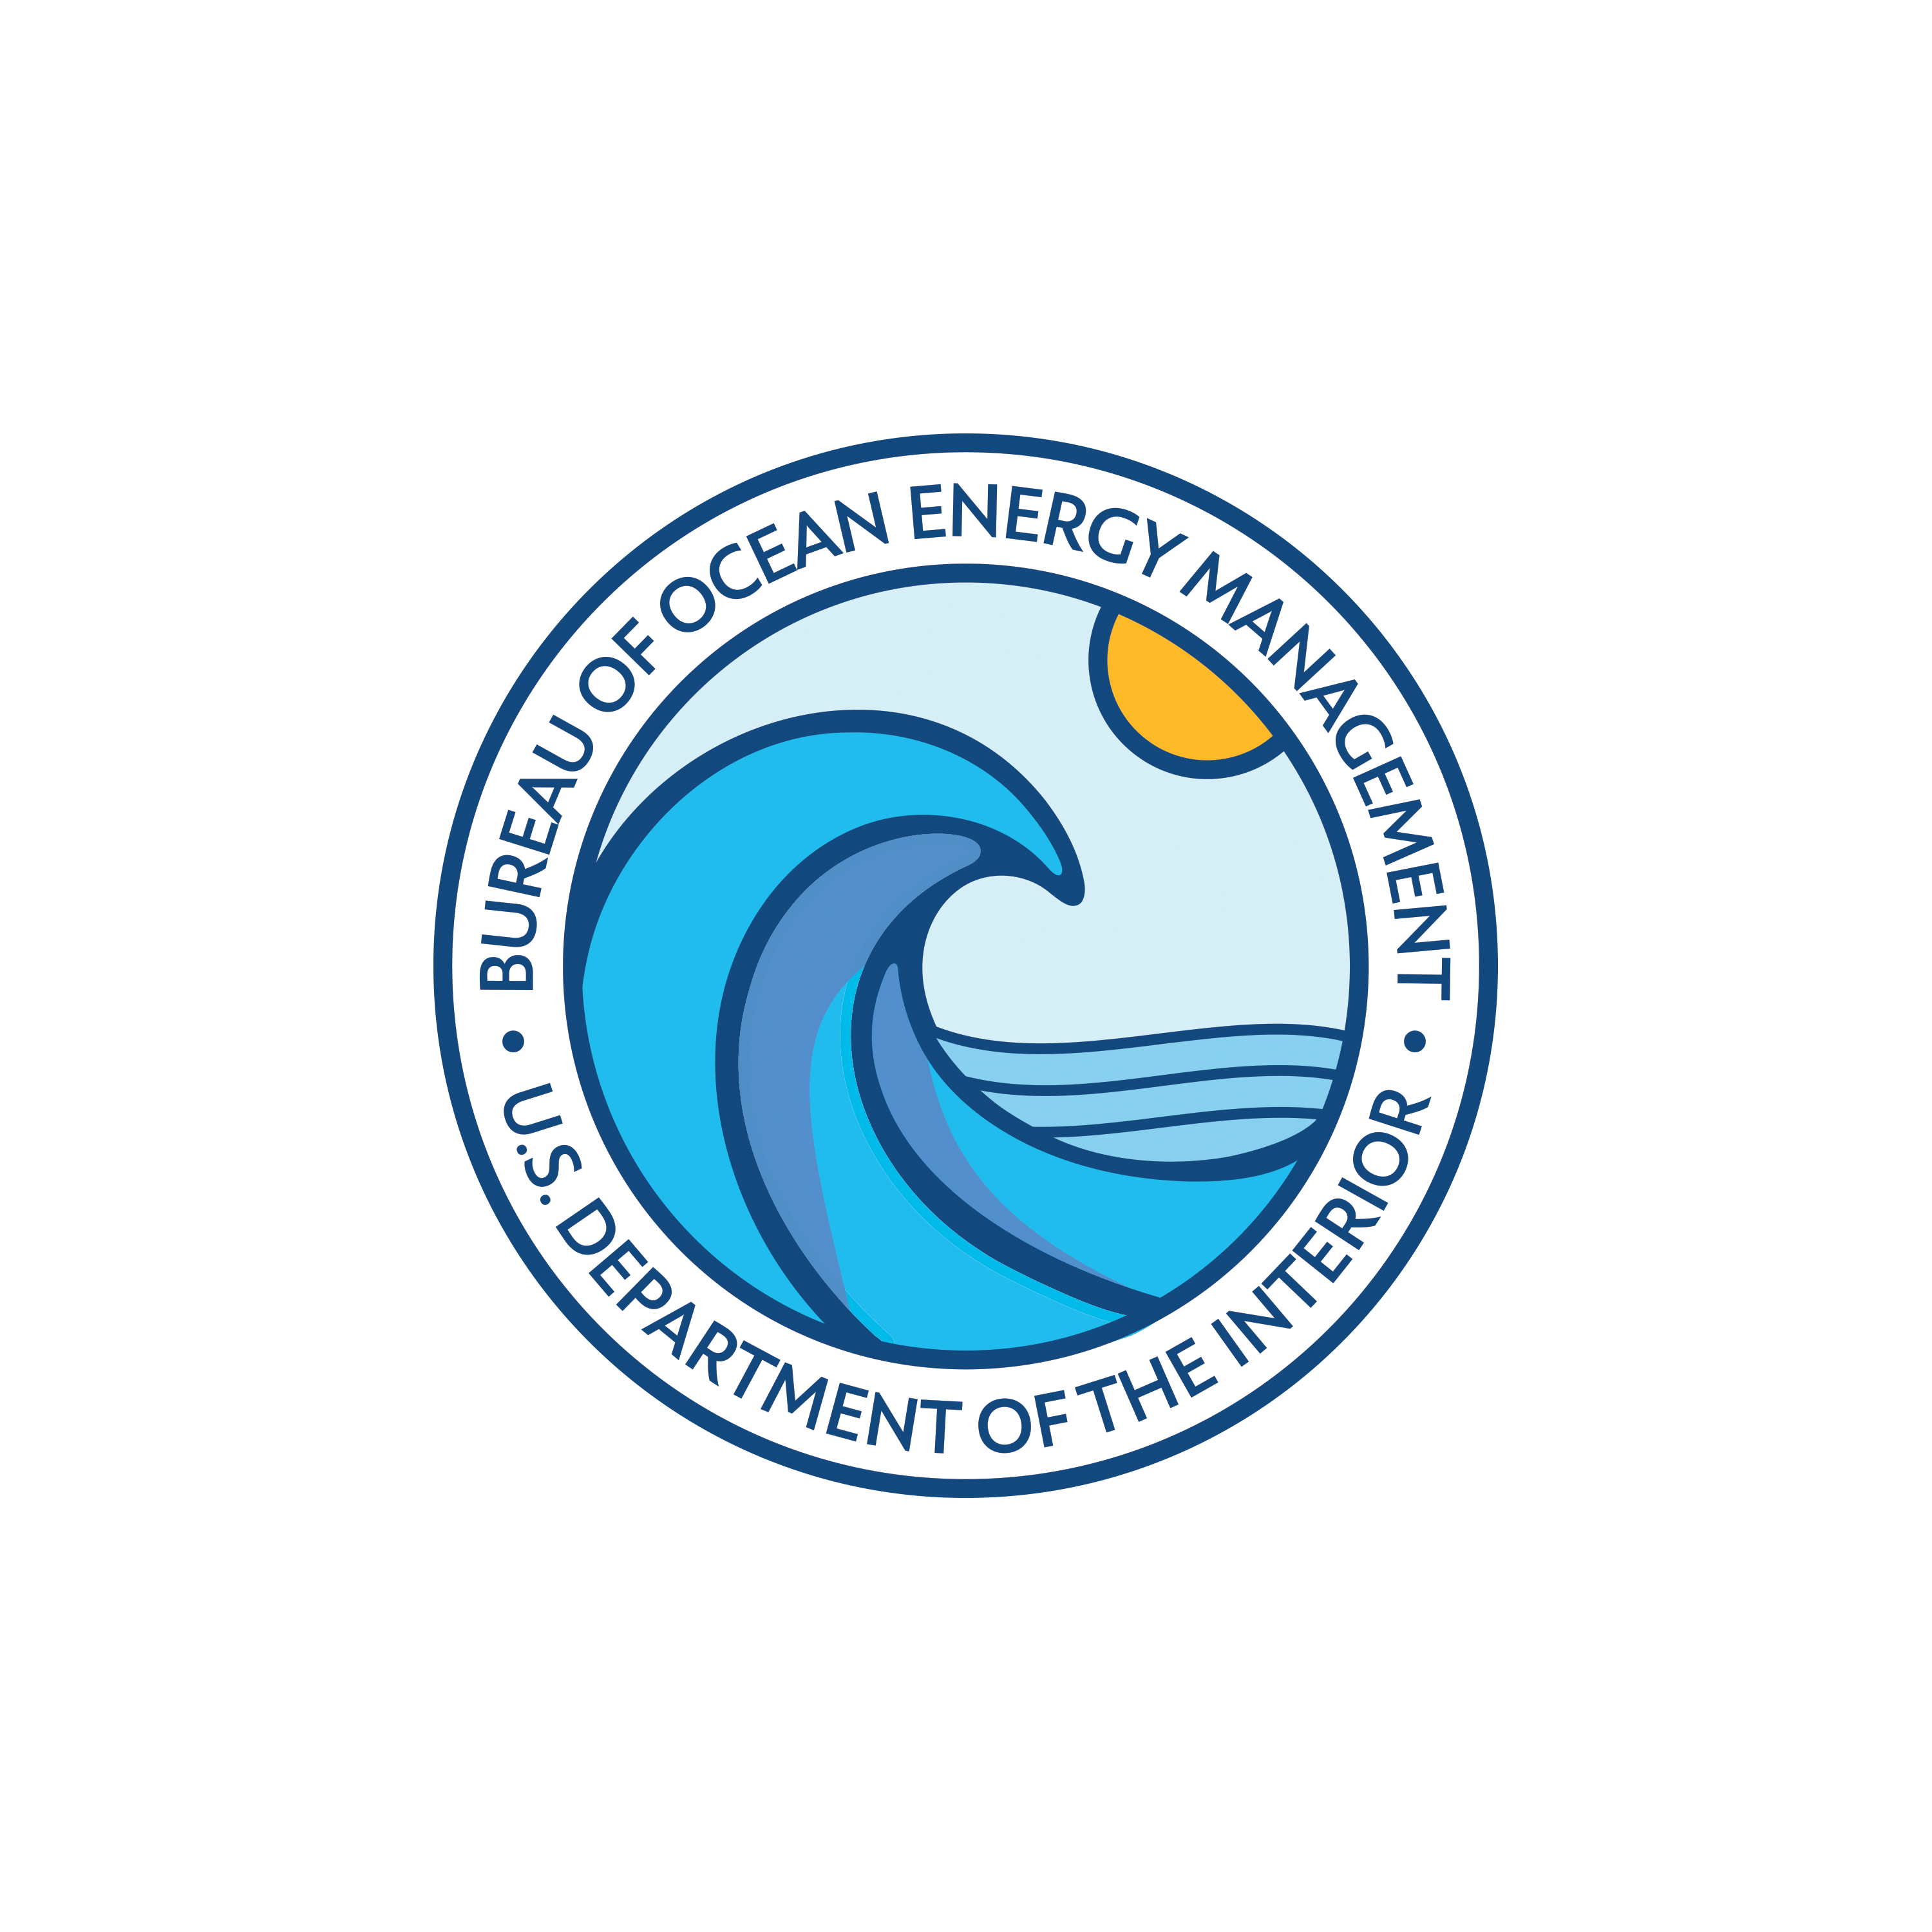 BUREAU OF OCEAN ENERGY MANAGEMENT
U.S. DEPARTMENT OF THE INTERIOR